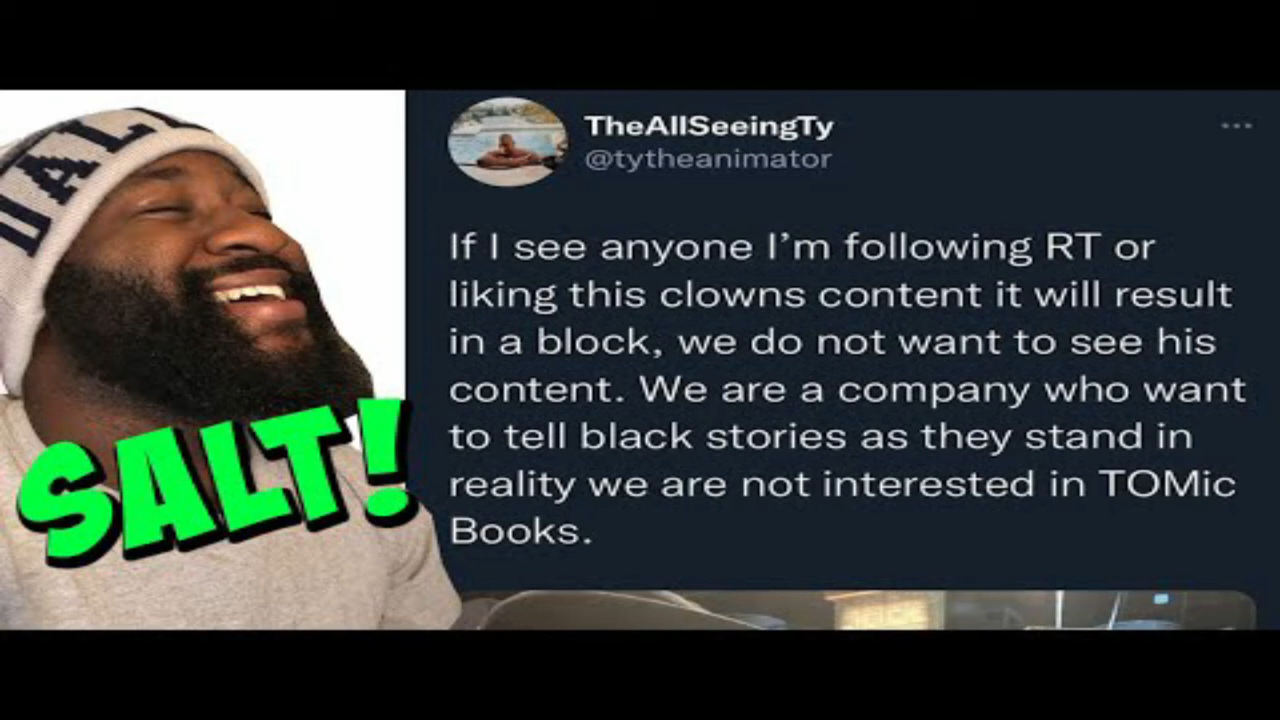 DALL
SALT!
TheAllSeeingTy
@tytheanimator
If I see anyone I'm following RT or
liking this clowns content it will result
in a block, we do not want to see his
content. We are a company who want
to tell black stories as they stand in
reality we are not interested in TOMic
Books.